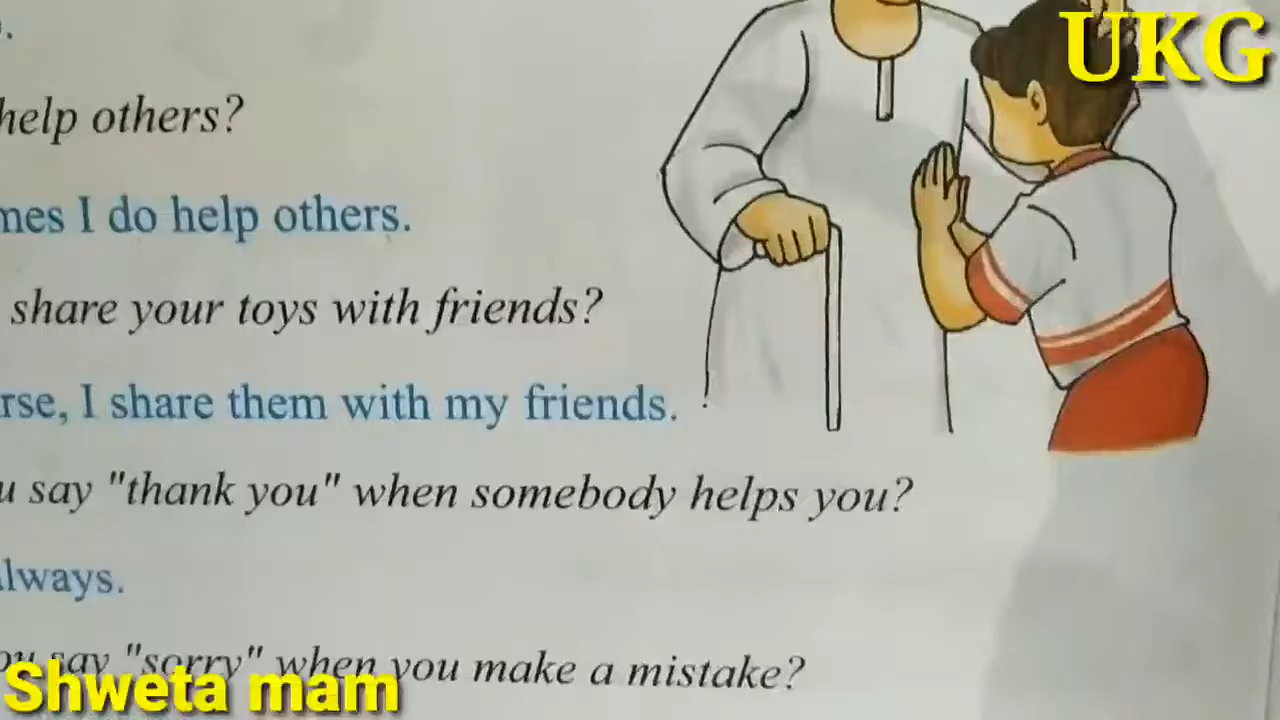 UKG
help others?
mes I do help others.
share your toys with friends?
rse, I share them with my friends.
u say "thank you" when somebody helps you?
lways.
ou say "sorry" when you make a mistake?
Shweta mam